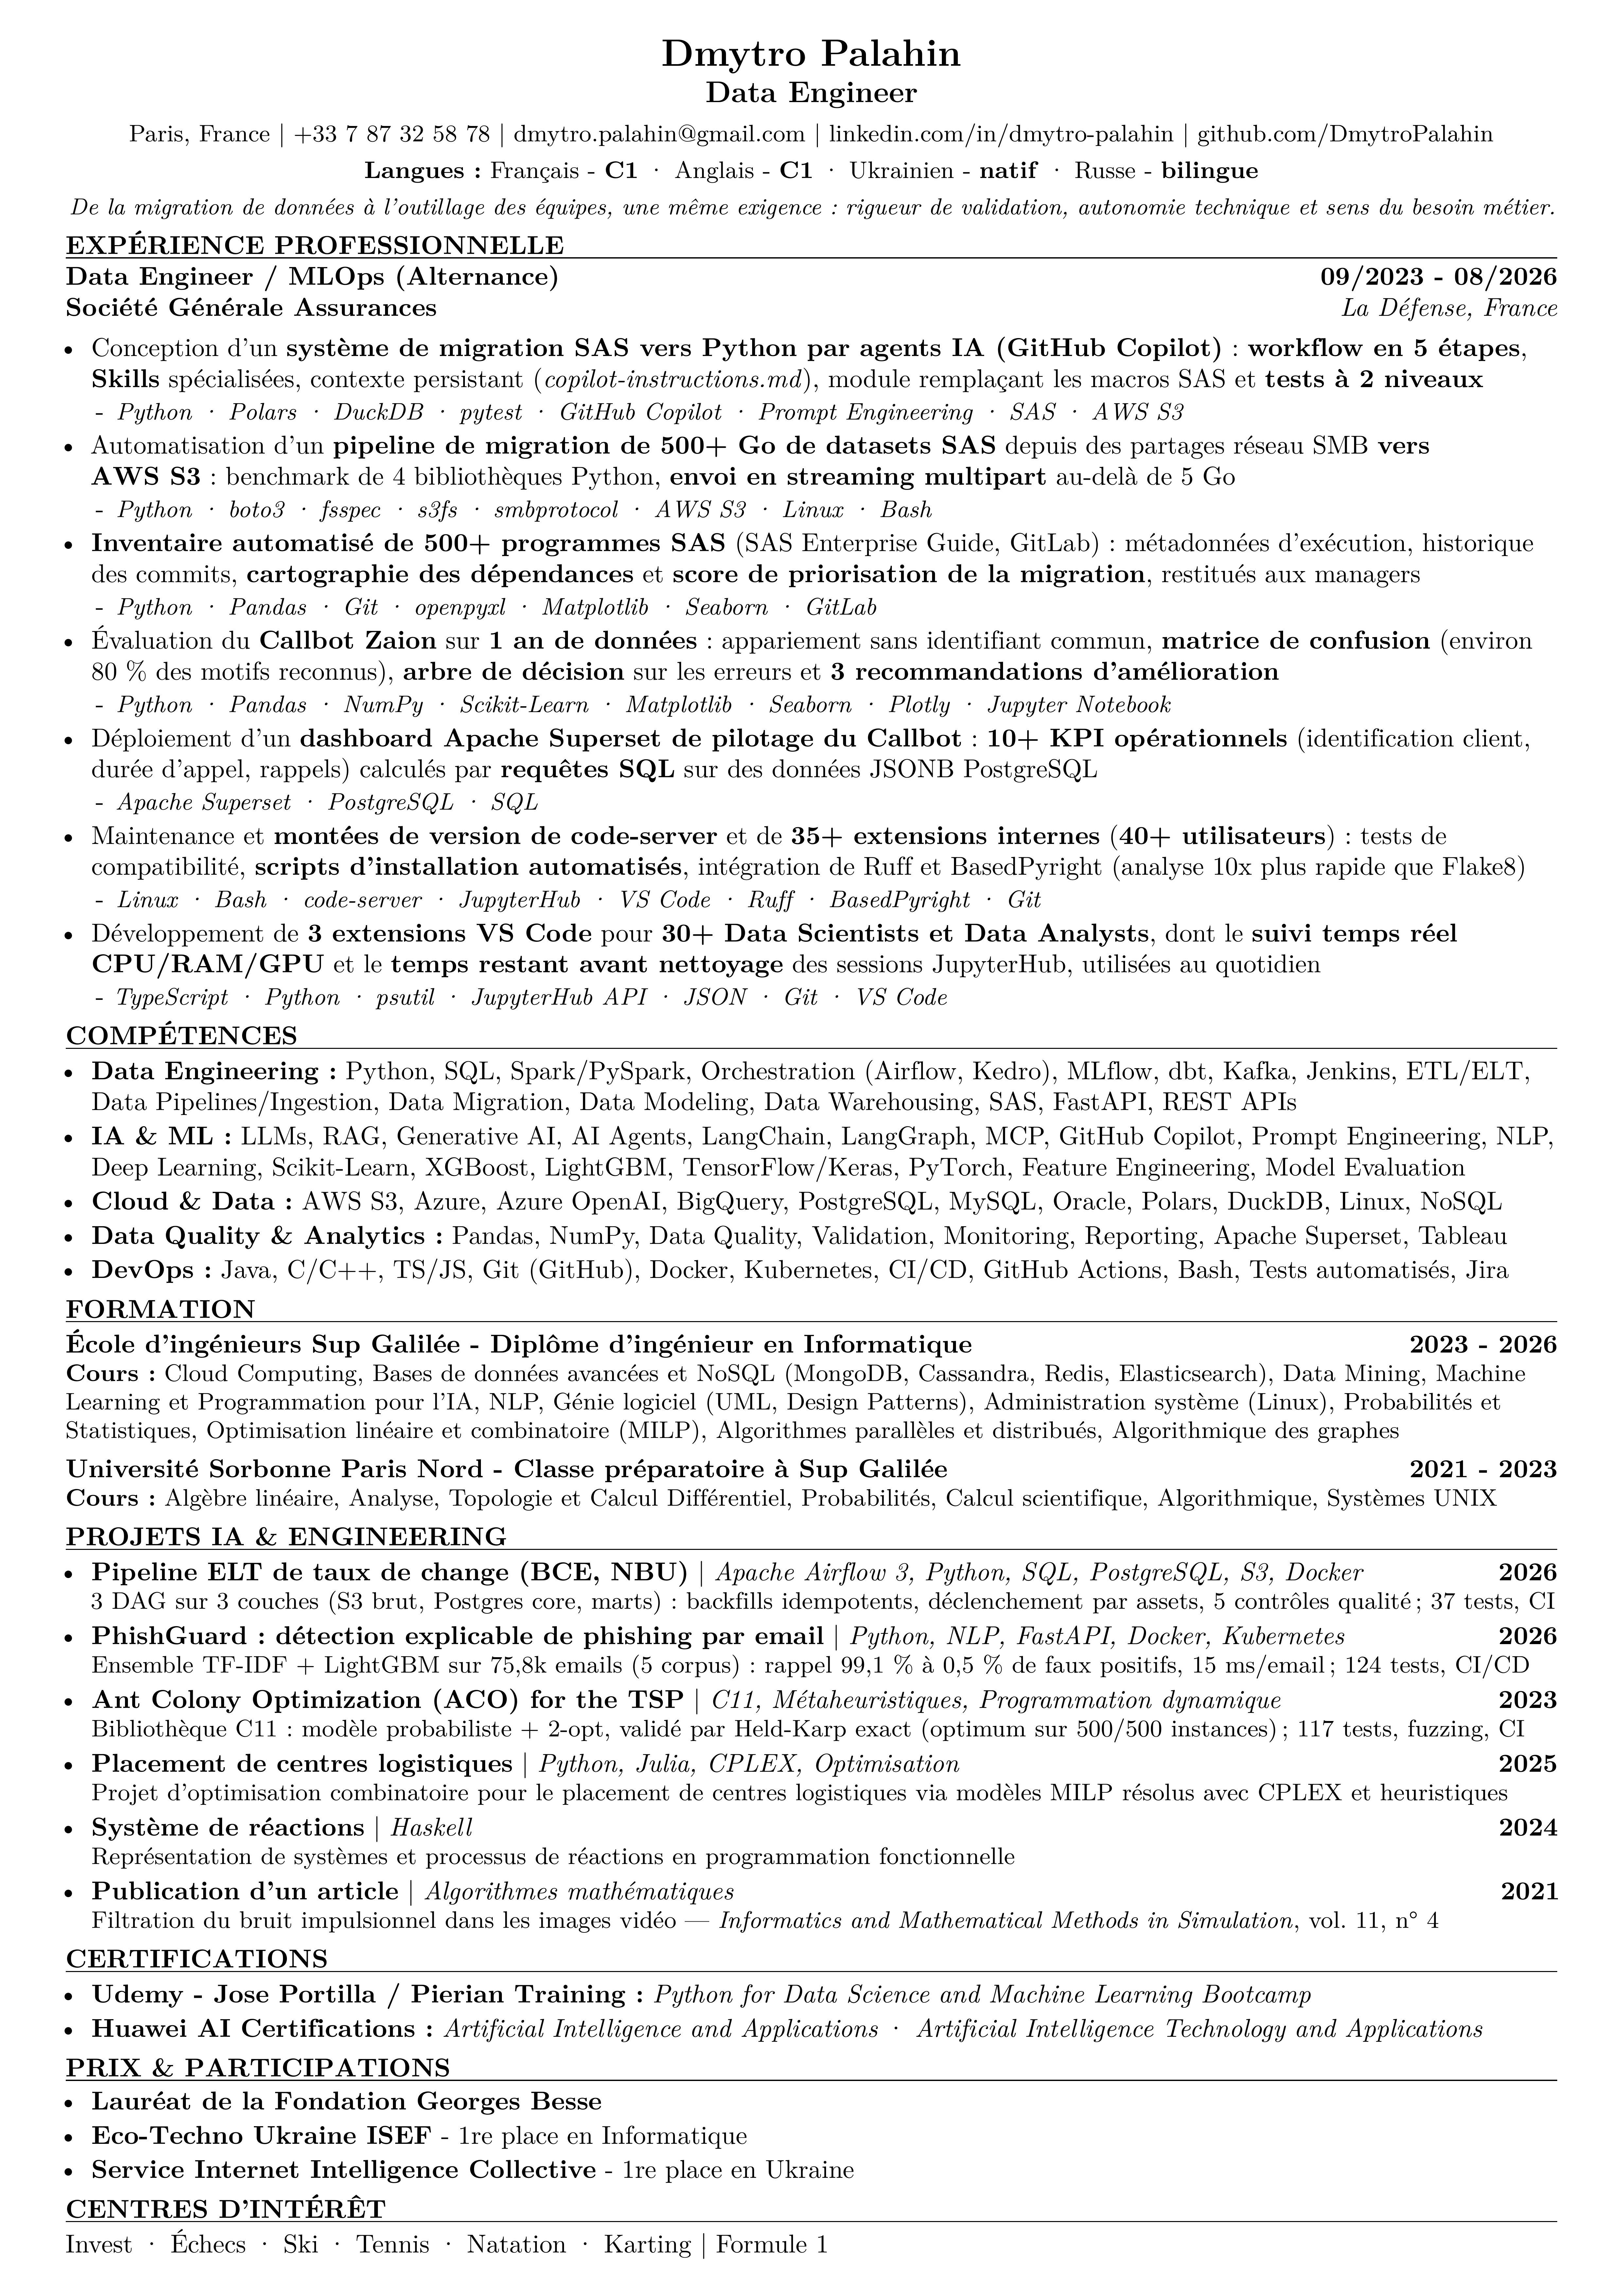 Dmytro Palahin
Data Engineer
Paris, France | +33 7 87 32 58 78 | dmytro.palahin@gmail.com | linkedin.com/in/dmytro-palahin | github.com/DmytroPalahin
Langues : Français - C1 · Anglais - C1 · Ukrainien - natif · Russe - bilingue
De la migration de données à l'outillage des équipes, une même exigence : rigueur de validation, autonomie technique et sens du besoin métier.
EXPÉRIENCE PROFESSIONNELLE
Data Engineer / MLOps (Alternance) 09/2023 - 08/2026
Société Générale Assurances La Défense, France
• Conception d'un système de migration SAS vers Python par agents IA (GitHub Copilot) : workflow en 5 étapes,
Skills spécialisées, contexte persistant (copilot-instructions.md), module remplaçant les macros SAS et tests à 2 niveaux
- Python · Polars · DuckDB · pytest · GitHub Copilot · Prompt Engineering · SAS · AWS S3
• Automatisation d'un pipeline de migration de 500+ Go de datasets SAS depuis des partages réseau SMB vers
AWS S3 : benchmark de 4 bibliothèques Python, envoi en streaming multipart au-delà de 5 Go
- Python · boto3 · fsspec · s3fs · smbprotocol · AWS S3 · Linux · Bash
• Inventaire automatisé de 500+ programmes SAS (SAS Enterprise Guide, GitLab) : métadonnées d'exécution, historique
des commits, cartographie des dépendances et score de priorisation de la migration, restitués aux managers
- Python · Pandas · Git · openpyxl · Matplotlib · Seaborn · GitLab
• Évaluation du Callbot Zaion sur 1 an de données : appariement sans identifiant commun, matrice de confusion (environ
80 % des motifs reconnus), arbre de décision sur les erreurs et 3 recommandations d'amélioration
- Python · Pandas · NumPy · Scikit-Learn · Matplotlib · Seaborn · Plotly · Jupyter Notebook
• Déploiement d'un dashboard Apache Superset de pilotage du Callbot : 10+ KPI opérationnels (identification client,
durée d'appel, rappels) calculés par requêtes SQL sur des données JSONB PostgreSQL
- Apache Superset · PostgreSQL · SQL
• Maintenance et montées de version de code-server et de 35+ extensions internes (40+ utilisateurs) : tests de
compatibilité, scripts d'installation automatisés, intégration de Ruff et BasedPyright (analyse 10x plus rapide que Flake8)
- Linux · Bash · code-server · JupyterHub · VS Code · Ruff · BasedPyright · Git
• Développement de 3 extensions VS Code pour 30+ Data Scientists et Data Analysts, dont le suivi temps réel
CPU/RAM/GPU et le temps restant avant nettoyage des sessions JupyterHub, utilisées au quotidien
- TypeScript · Python · psutil · JupyterHub API · JSON · Git · VS Code
COMPÉTENCES
• Data Engineering : Python, SQL, Spark/PySpark, Orchestration (Airflow, Kedro), MLflow, dbt, Kafka, Jenkins, ETL/ELT,
Data Pipelines/Ingestion, Data Migration, Data Modeling, Data Warehousing, SAS, FastAPI, REST APIs
• IA & ML : LLMs, RAG, Generative AI, AI Agents, LangChain, LangGraph, MCP, GitHub Copilot, Prompt Engineering, NLP,
Deep Learning, Scikit-Learn, XGBoost, LightGBM, TensorFlow/Keras, PyTorch, Feature Engineering, Model Evaluation
• Cloud & Data : AWS S3, Azure, Azure OpenAI, BigQuery, PostgreSQL, MySQL, Oracle, Polars, DuckDB, Linux, NoSQL
• Data Quality & Analytics : Pandas, NumPy, Data Quality, Validation, Monitoring, Reporting, Apache Superset, Tableau
• DevOps : Java, C/C++, TS/JS, Git (GitHub), Docker, Kubernetes, CI/CD, GitHub Actions, Bash, Tests automatisés, Jira
FORMATION
École d'ingénieurs Sup Galilée - Diplôme d'ingénieur en Informatique 2023 - 2026
Cours : Cloud Computing, Bases de données avancées et NoSQL (MongoDB, Cassandra, Redis, Elasticsearch), Data Mining, Machine
Learning et Programmation pour l'IA, NLP, Génie logiciel (UML, Design Patterns), Administration système (Linux), Probabilités et
Statistiques, Optimisation linéaire et combinatoire (MILP), Algorithmes parallèles et distribués, Algorithmique des graphes
Université Sorbonne Paris Nord - Classe préparatoire à Sup Galilée 2021 - 2023
Cours : Algèbre linéaire, Analyse, Topologie et Calcul Différentiel, Probabilités, Calcul scientifique, Algorithmique, Systèmes UNIX
PROJETS IA & ENGINEERING
• Pipeline ELT de taux de change (BCE, NBU) | Apache Airflow 3, Python, SQL, PostgreSQL, S3, Docker 2026
3 DAG sur 3 couches (S3 brut, Postgres core, marts) : backfills idempotents, déclenchement par assets, 5 contrôles qualité ; 37 tests, CI
• PhishGuard : détection explicable de phishing par email | Python, NLP, FastAPI, Docker, Kubernetes 2026
Ensemble TF-IDF + LightGBM sur 75,8k emails (5 corpus) : rappel 99,1 % à 0,5 % de faux positifs, 15 ms/email ; 124 tests, CI/CD
• Ant Colony Optimization (ACO) for the TSP | C11, Métaheuristiques, Programmation dynamique 2023
Bibliothèque C11 : modèle probabiliste + 2-opt, validé par Held-Karp exact (optimum sur 500/500 instances) ; 117 tests, fuzzing, CI
• Placement de centres logistiques | Python, Julia, CPLEX, Optimisation 2025
Projet d'optimisation combinatoire pour le placement de centres logistiques via modèles MILP résolus avec CPLEX et heuristiques
• Système de réactions | Haskell 2024
Représentation de systèmes et processus de réactions en programmation fonctionnelle
• Publication d'un article | Algorithmes mathématiques 2021
Filtration du bruit impulsionnel dans les images vidéo — Informatics and Mathematical Methods in Simulation, vol. 11, n° 4
CERTIFICATIONS
• Udemy - Jose Portilla / Pierian Training : Python for Data Science and Machine Learning Bootcamp
• Huawei AI Certifications : Artificial Intelligence and Applications · Artificial Intelligence Technology and Applications
PRIX & PARTICIPATIONS
• Lauréat de la Fondation Georges Besse
• Eco-Techno Ukraine ISEF - 1re place en Informatique
• Service Internet Intelligence Collective - 1re place en Ukraine
CENTRES D'INTÉRÊT
Invest · Échecs · Ski · Tennis · Natation · Karting | Formule 1